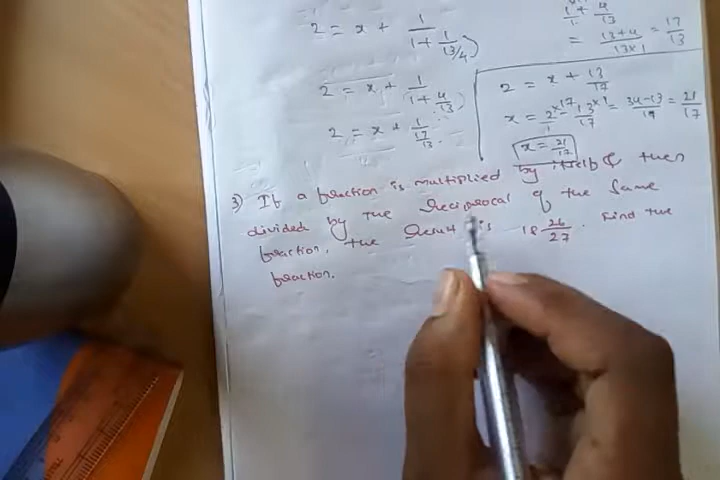 2 = x + 1/(1 + 1/(13/4))
2 = x + 1/(1 + 4/13)
2 = x + 1/(17/13)
1/1 + 4/13
= (13+4)/(13×1) = 17/13
2 = x + 13/17
x = 2/1 ×17 − 13/17 ×1 = (34−13)/17 = 21/17
x = 21/17
3) If a fraction is multiplied by itself & then
divided by the reciprocal of the same
fraction, the result is 18 26/27. Find the
fraction.